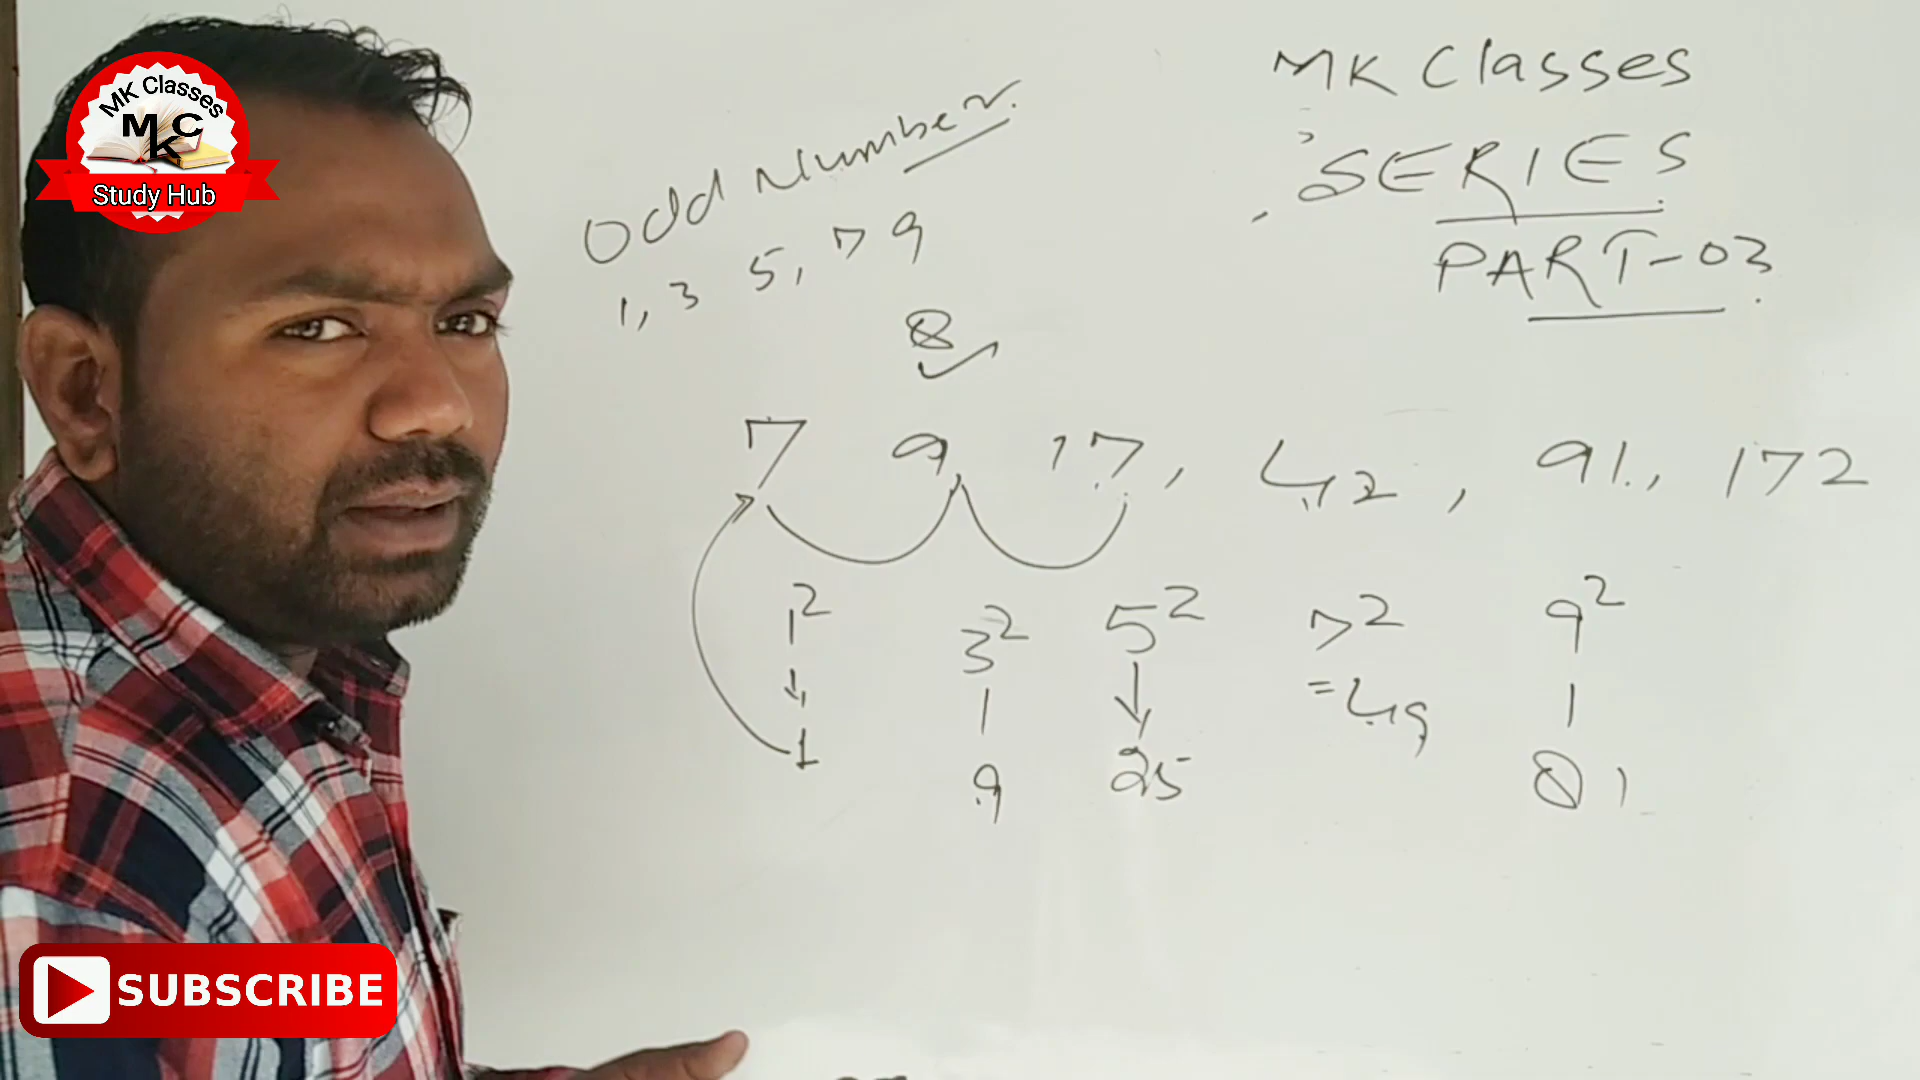 MK Classes
M K C
Study Hub
MK Classes
SERIES
PART-03
Odd Number
1, 3 5, 7 9
8
7 9, 17, 42, 91, 172
1² 3² 5² 7² 9²
1 9 25 =49 81
SUBSCRIBE